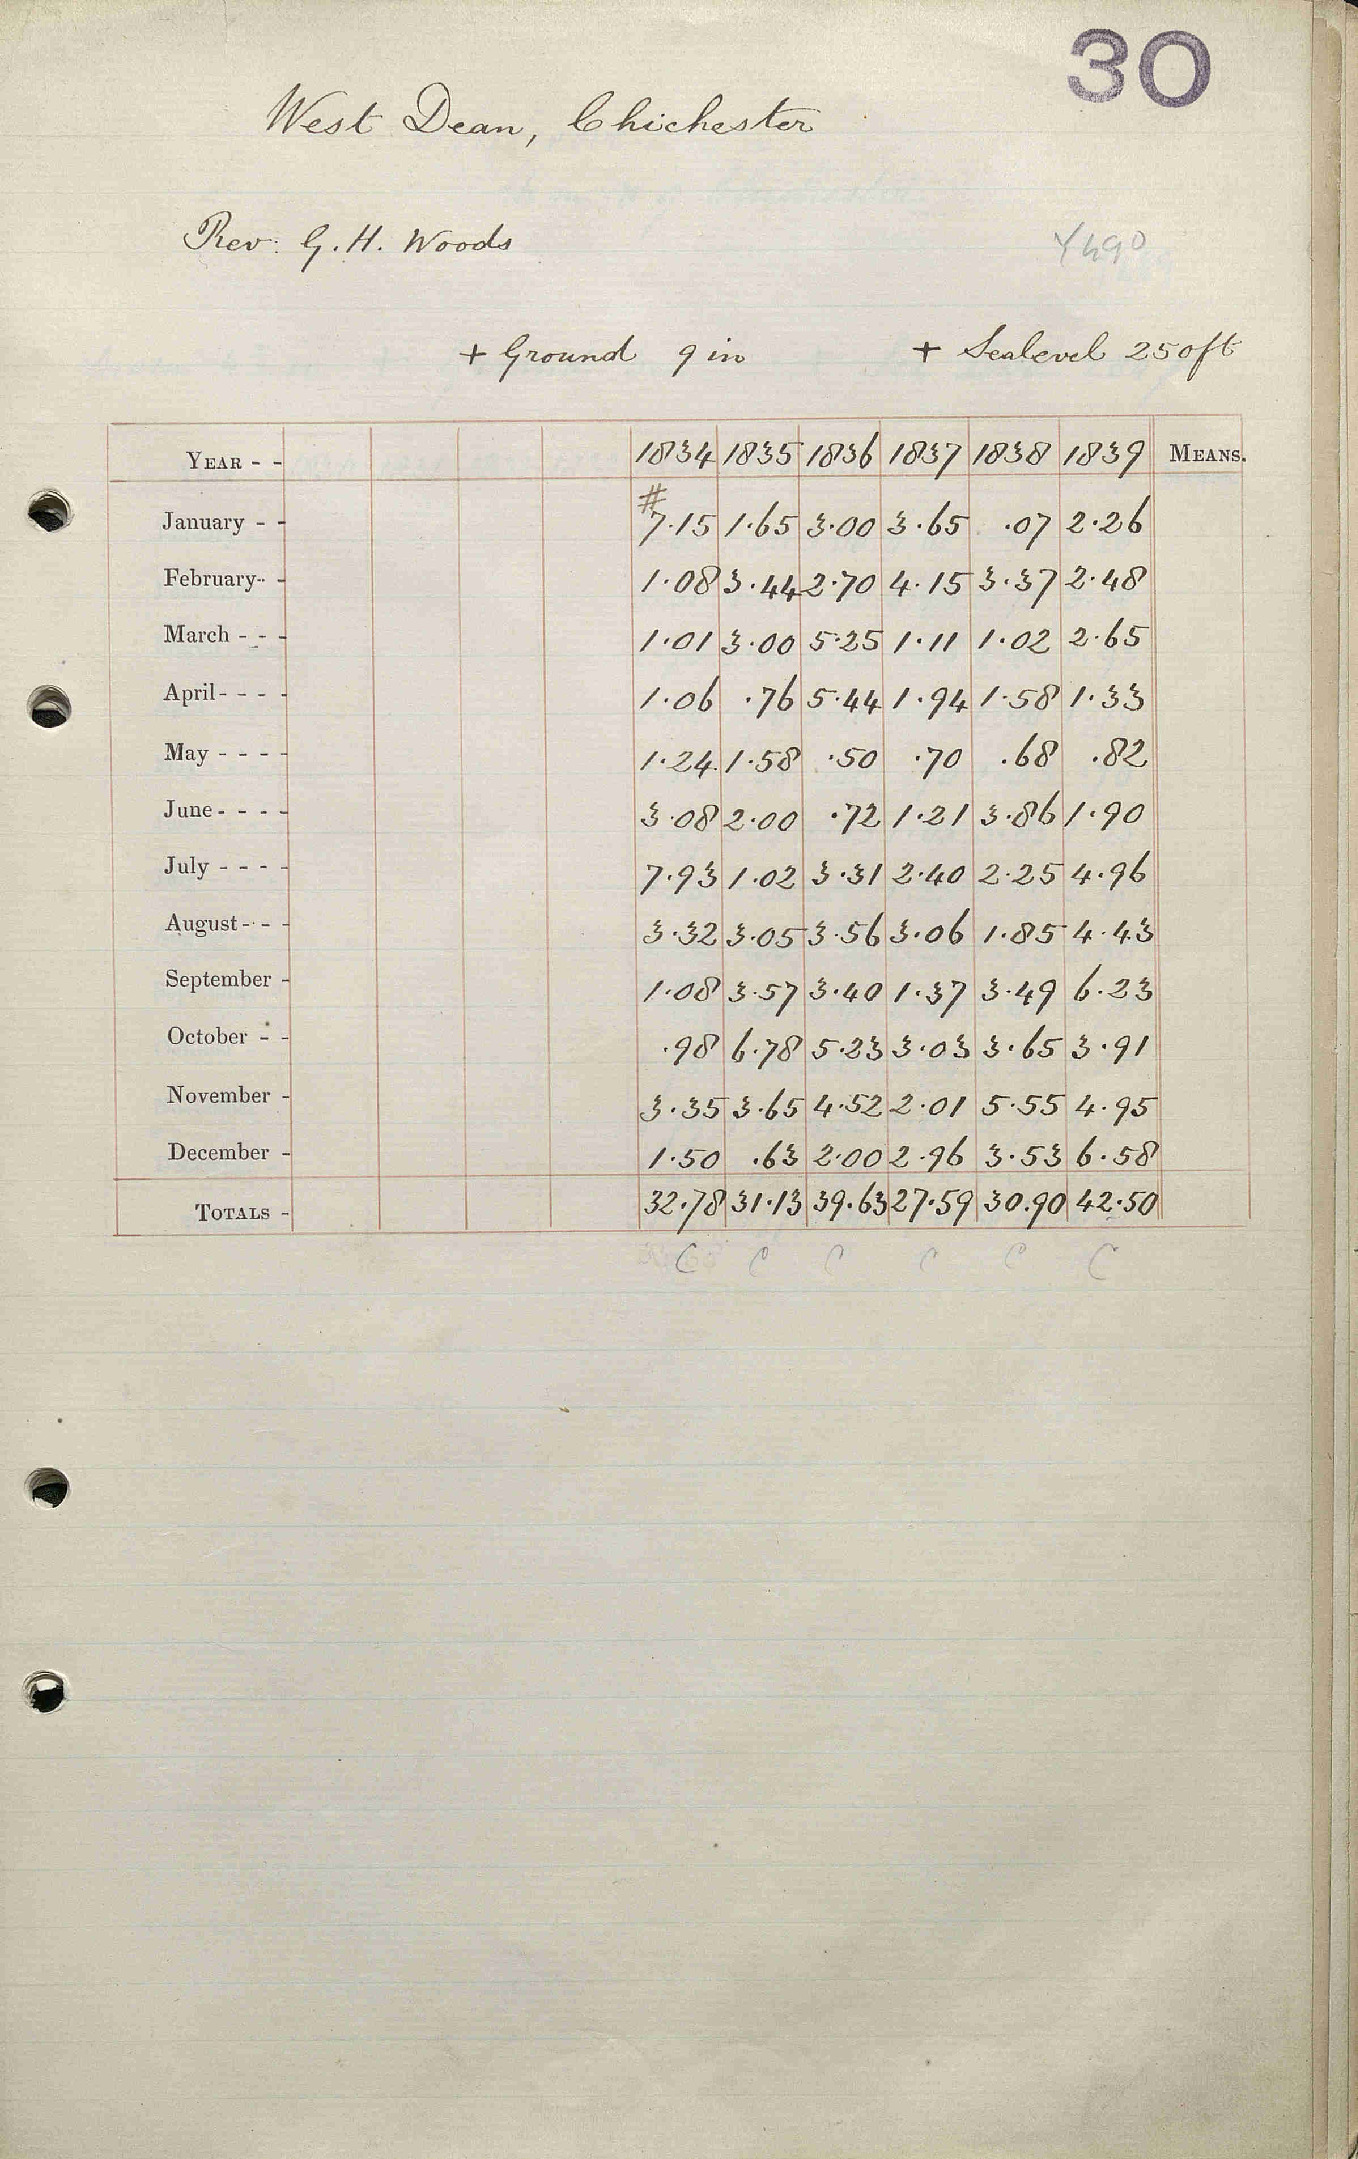 30
West Dean, Chichester
Rev: G. H. Woods
+ Ground 9 in + Sealevel 250ft
YEAR - - 1834 1835 1836 1837 1838 1839 MEANS.
#
January - - 7.15 1.65 3.00 3.65 .07 2.26
February - - 1.08 3.44 2.70 4.15 3.37 2.48
March - - - 1.01 3.00 5.25 1.11 1.02 2.65
April - - - - 1.06 .76 5.44 1.94 1.58 1.33
May - - - - 1.24 1.58 .50 .70 .68 .82
June - - - - 3.08 2.00 .72 1.21 3.86 1.90
July - - - - 7.93 1.02 3.31 2.40 2.25 4.96
August - - - 3.32 3.05 3.56 3.06 1.85 4.43
September - 1.08 3.57 3.40 1.37 3.49 6.23
October - - .98 6.78 5.23 3.03 3.65 3.91
November - 3.35 3.65 4.52 2.01 5.55 4.95
December - 1.50 .63 2.00 2.96 3.53 6.58
TOTALS - 32.78 31.13 39.63 27.59 30.90 42.50
C C C C C C